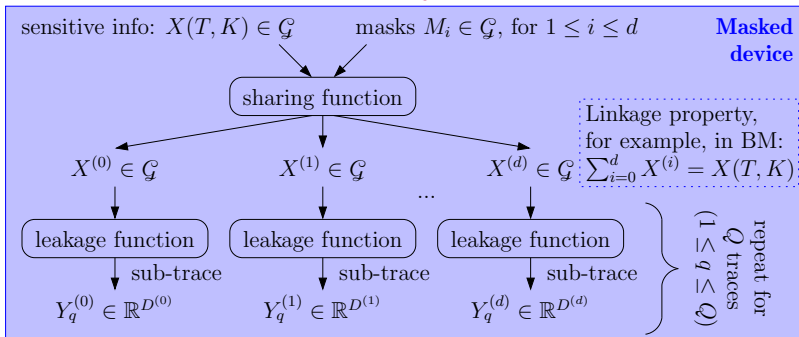 sensitive info: X(T, K) ∈ 𝒢
masks M_i ∈ 𝒢, for 1 ≤ i ≤ d
Masked
device
sharing function
Linkage property,
for example, in BM:
∑_{i=0}^{d} X^{(i)} = X(T, K)
X^{(0)} ∈ 𝒢
X^{(1)} ∈ 𝒢
X^{(d)} ∈ 𝒢
...
leakage function
leakage function
leakage function
sub-trace
sub-trace
sub-trace
Y_q^{(0)} ∈ ℝ^{D^{(0)}}
Y_q^{(1)} ∈ ℝ^{D^{(1)}}
Y_q^{(d)} ∈ ℝ^{D^{(d)}}
repeat for
Q traces
(1 ≤ q ≤ Q)